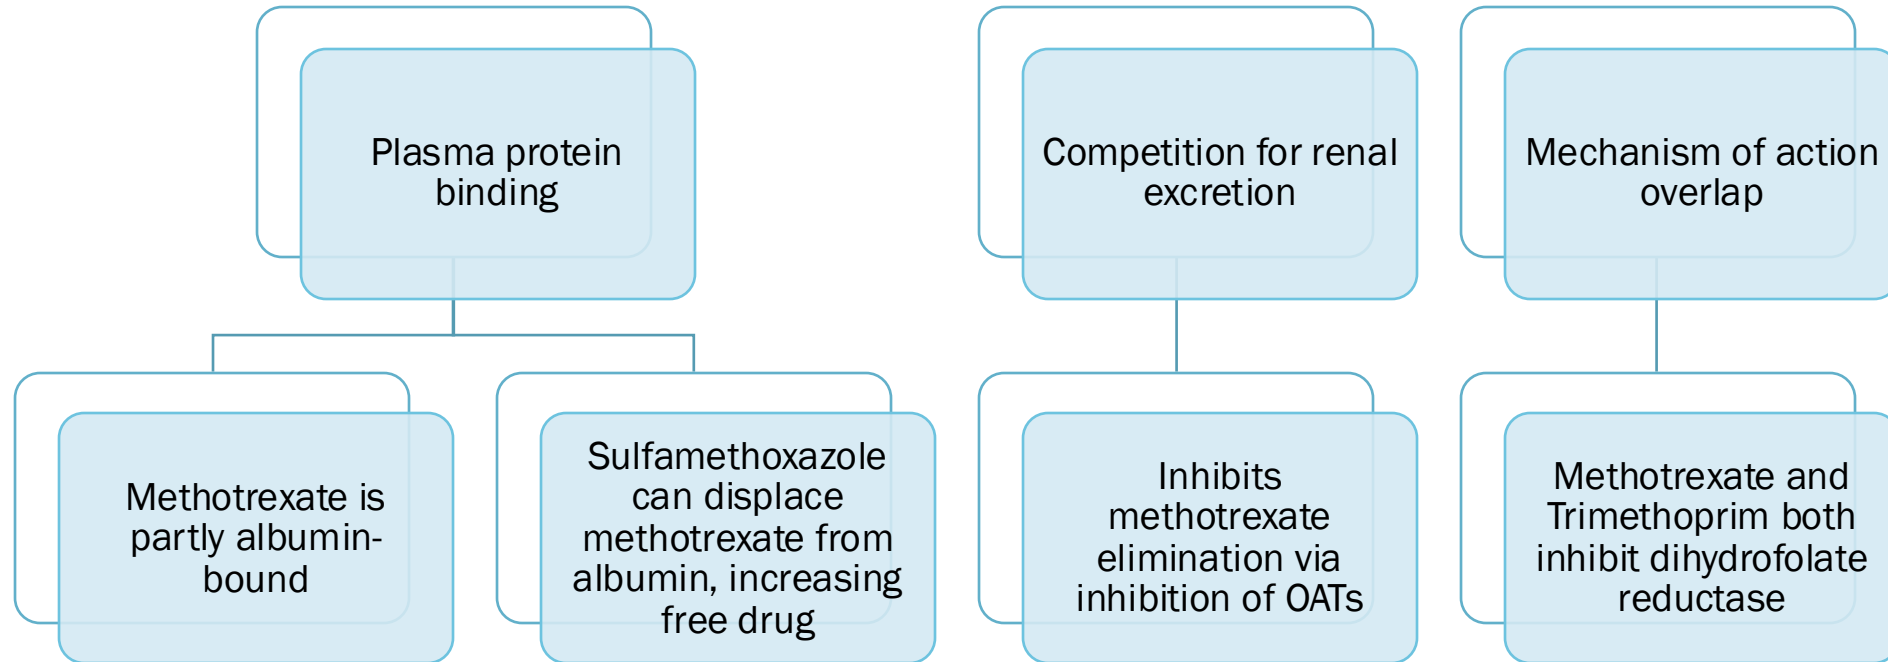 Plasma protein
binding
Competition for renal
excretion
Mechanism of action
overlap
Methotrexate is
partly albumin-
bound
Sulfamethoxazole
can displace
methotrexate from
albumin, increasing
free drug
Inhibits
methotrexate
elimination via
inhibition of OATs
Methotrexate and
Trimethoprim both
inhibit dihydrofolate
reductase